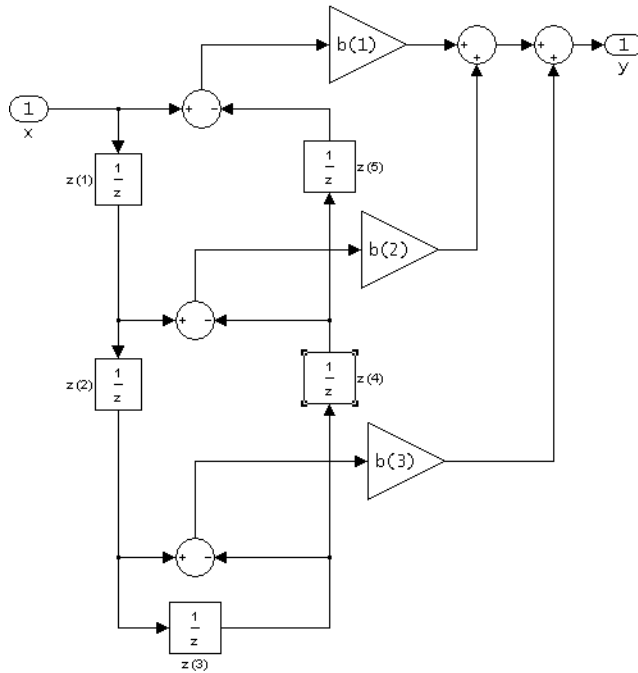 b(1)
+
+
+
+
1
y
1
x
+
-
z(1)
1
z
1
z
z(5)
b(2)
+
-
z(2)
1
z
1
z
z(4)
b(3)
+
-
1
z
z(3)